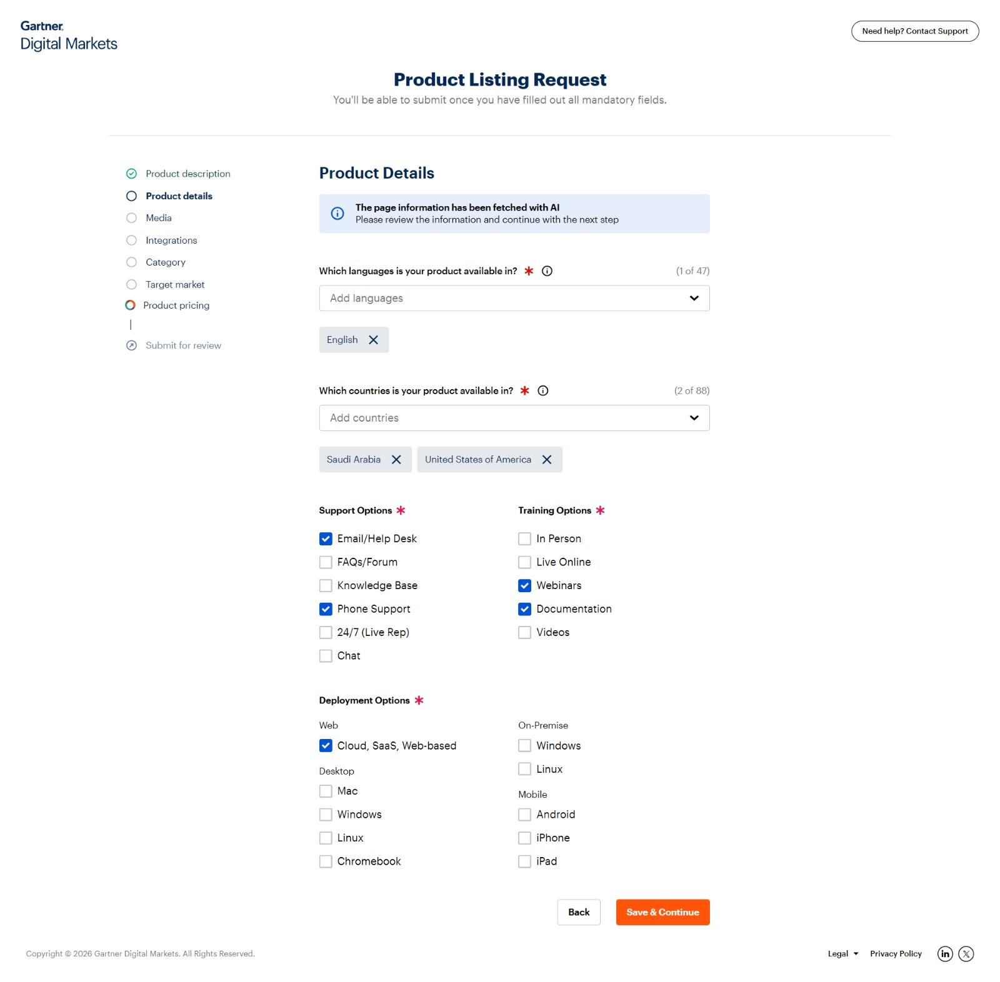 Gartner
Digital Markets
Need help? Contact Support
Product Listing Request
You'll be able to submit once you have filled out all mandatory fields.
Product description
Product details
Media
Integrations
Category
Target market
Product pricing
Submit for review
Product Details
The page information has been fetched with AI
Please review the information and continue with the next step
Which languages is your product available in? * (1 of 47)
Add languages
English
Which countries is your product available in? * (2 of 88)
Add countries
Saudi Arabia United States of America
Support Options *
Email/Help Desk
FAQs/Forum
Knowledge Base
Phone Support
24/7 (Live Rep)
Chat
Training Options *
In Person
Live Online
Webinars
Documentation
Videos
Deployment Options *
Web
Cloud, SaaS, Web-based
Desktop
Mac
Windows
Linux
Chromebook
On-Premise
Windows
Linux
Mobile
Android
iPhone
iPad
Back
Save & Continue
Copyright © 2026 Gartner Digital Markets. All Rights Reserved.
Legal Privacy Policy in X